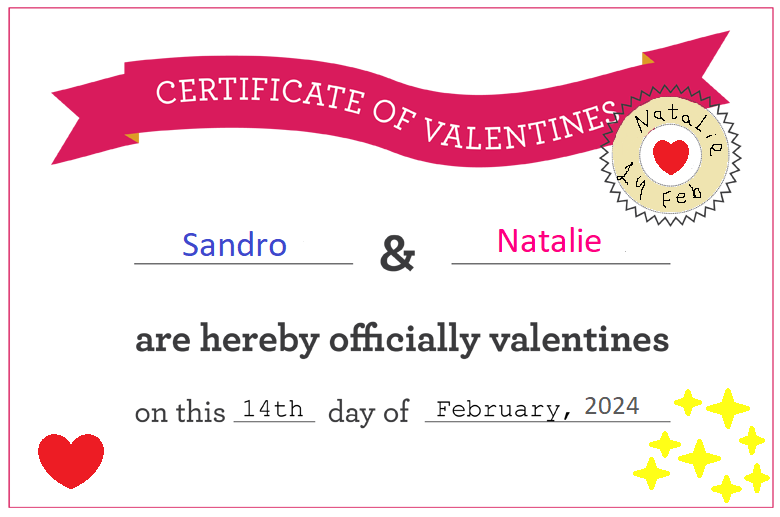 CERTIFICATE OF VALENTINES
Natalie
14 Feb
Sandro & Natalie
are hereby officially valentines
on this 14th day of February, 2024